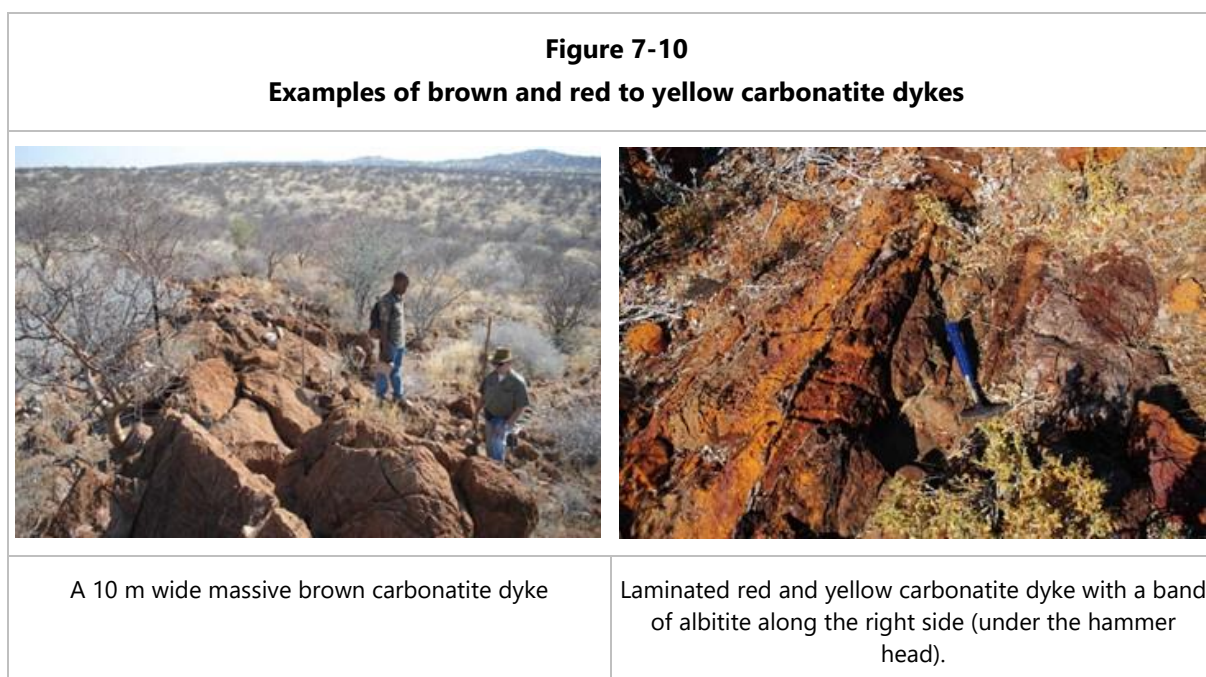 Figure 7-10
Examples of brown and red to yellow carbonatite dykes
A 10 m wide massive brown carbonatite dyke
Laminated red and yellow carbonatite dyke with a band
of albitite along the right side (under the hammer
head).